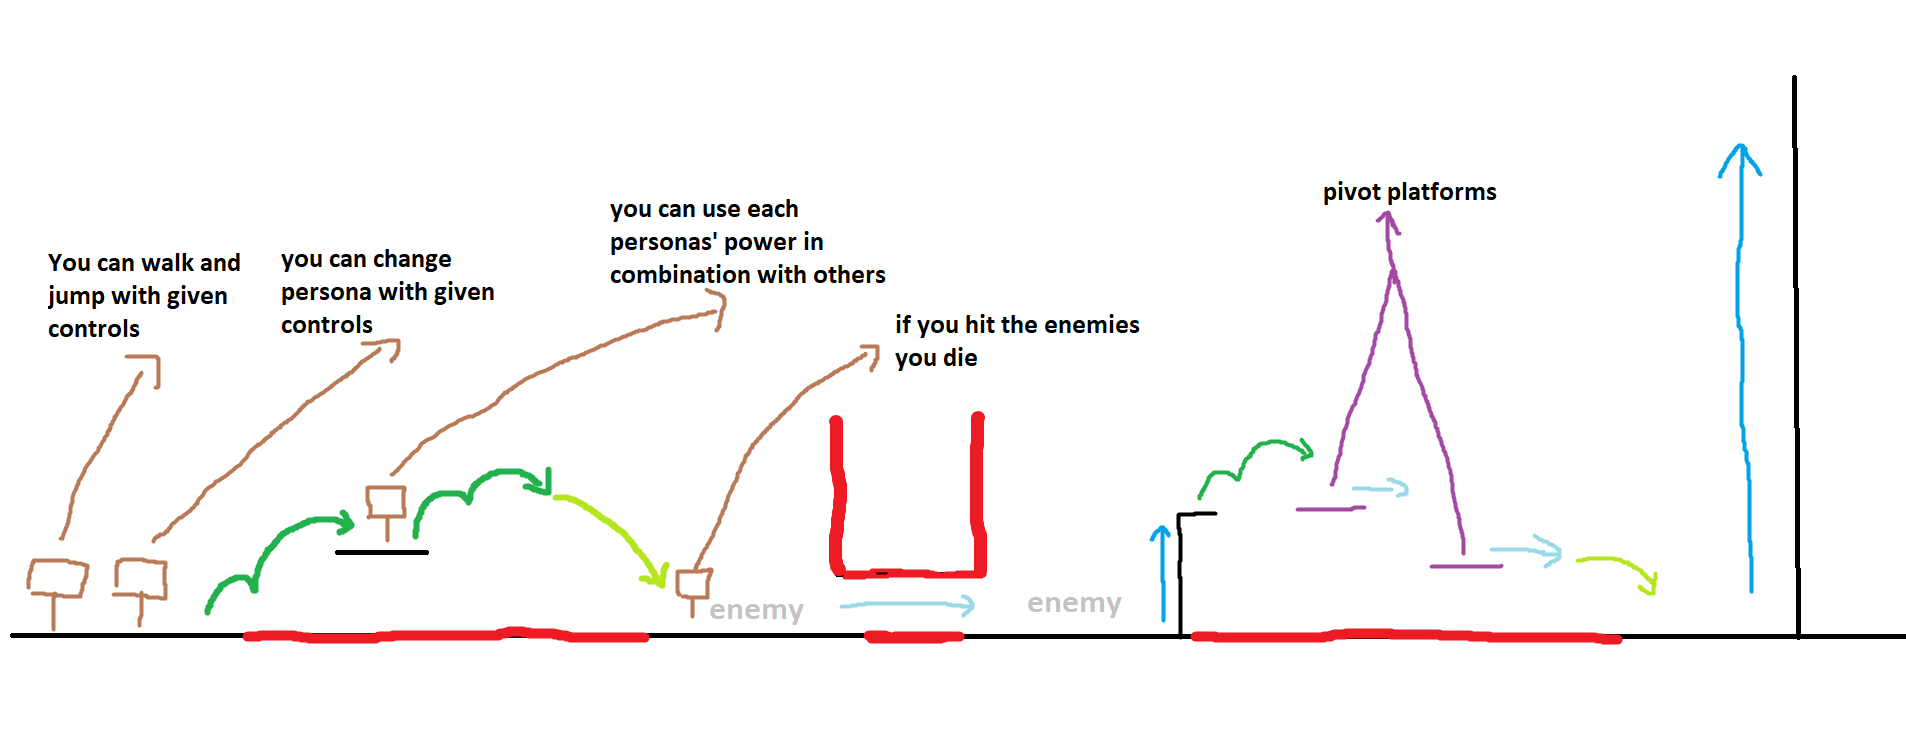 You can walk and
jump with given
controls
you can change
persona with given
controls
you can use each
personas' power in
combination with others
if you hit the enemies
you die
enemy
enemy
pivot platforms